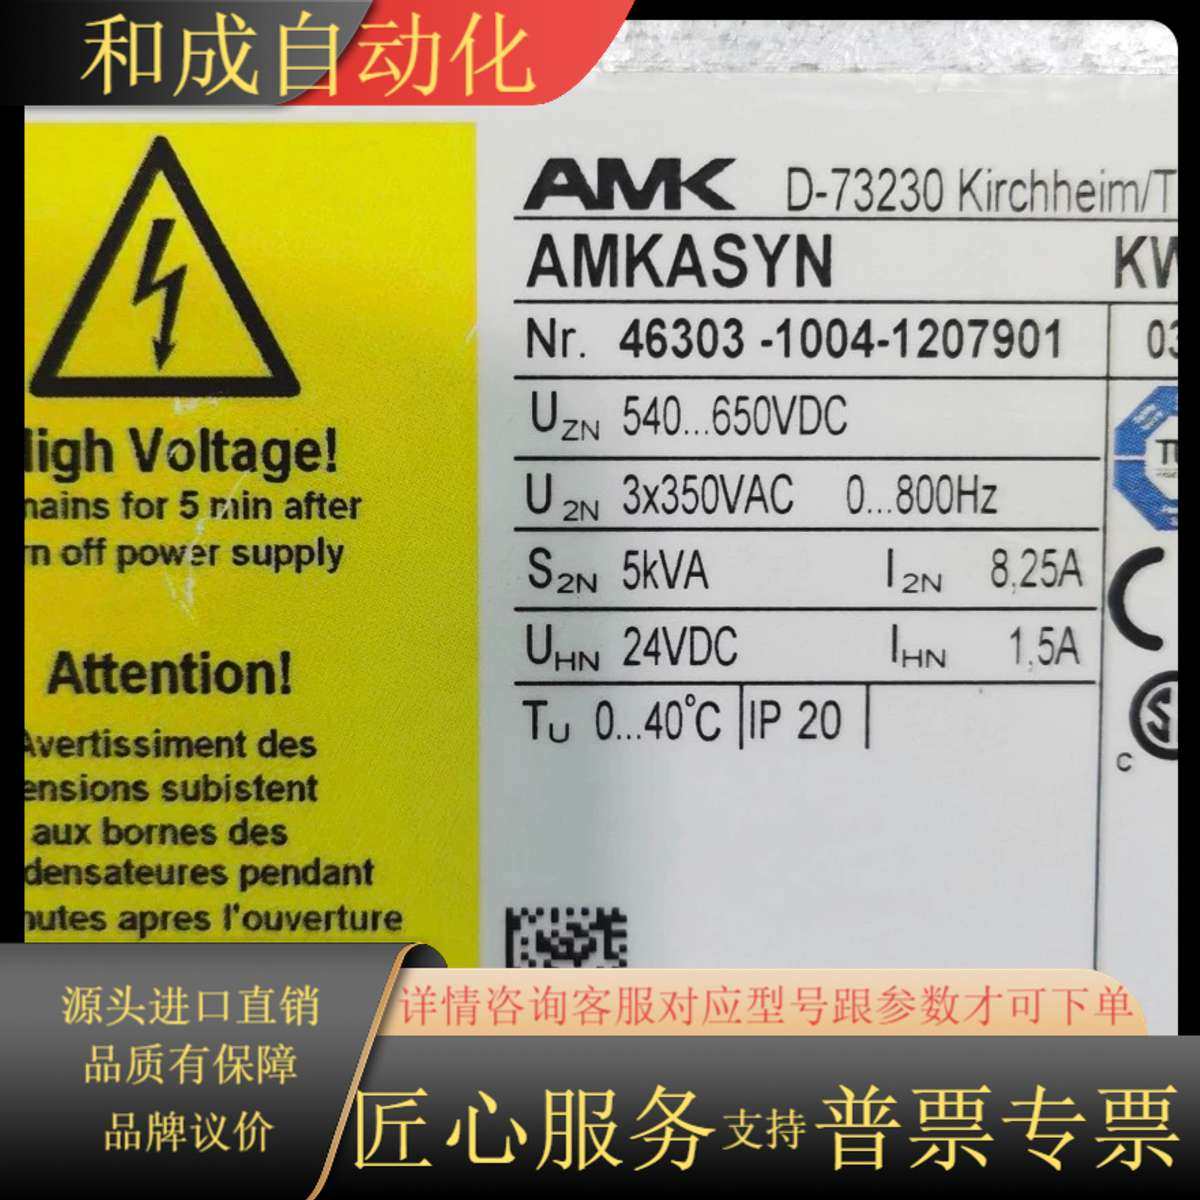 和成自动化
AMK D-73230 Kirchheim/T
AMKASYN KW
Nr. 46303 -1004-1207901 03
UZN 540...650VDC
U2N 3x350VAC 0...800Hz
S2N 5kVA I2N 8,25A
UHN 24VDC IHN 1,5A
TU 0...40°C IP 20
High Voltage!
mains for 5 min after
rn off power supply
Attention!
Avertissiment des
ensions subistent
aux bornes des
densateures pendant
nutes apres l'ouverture
C
源头进口直销
品质有保障
品牌议价
详情咨询客服对应型号跟参数才可下单
匠心服务支持普票专票